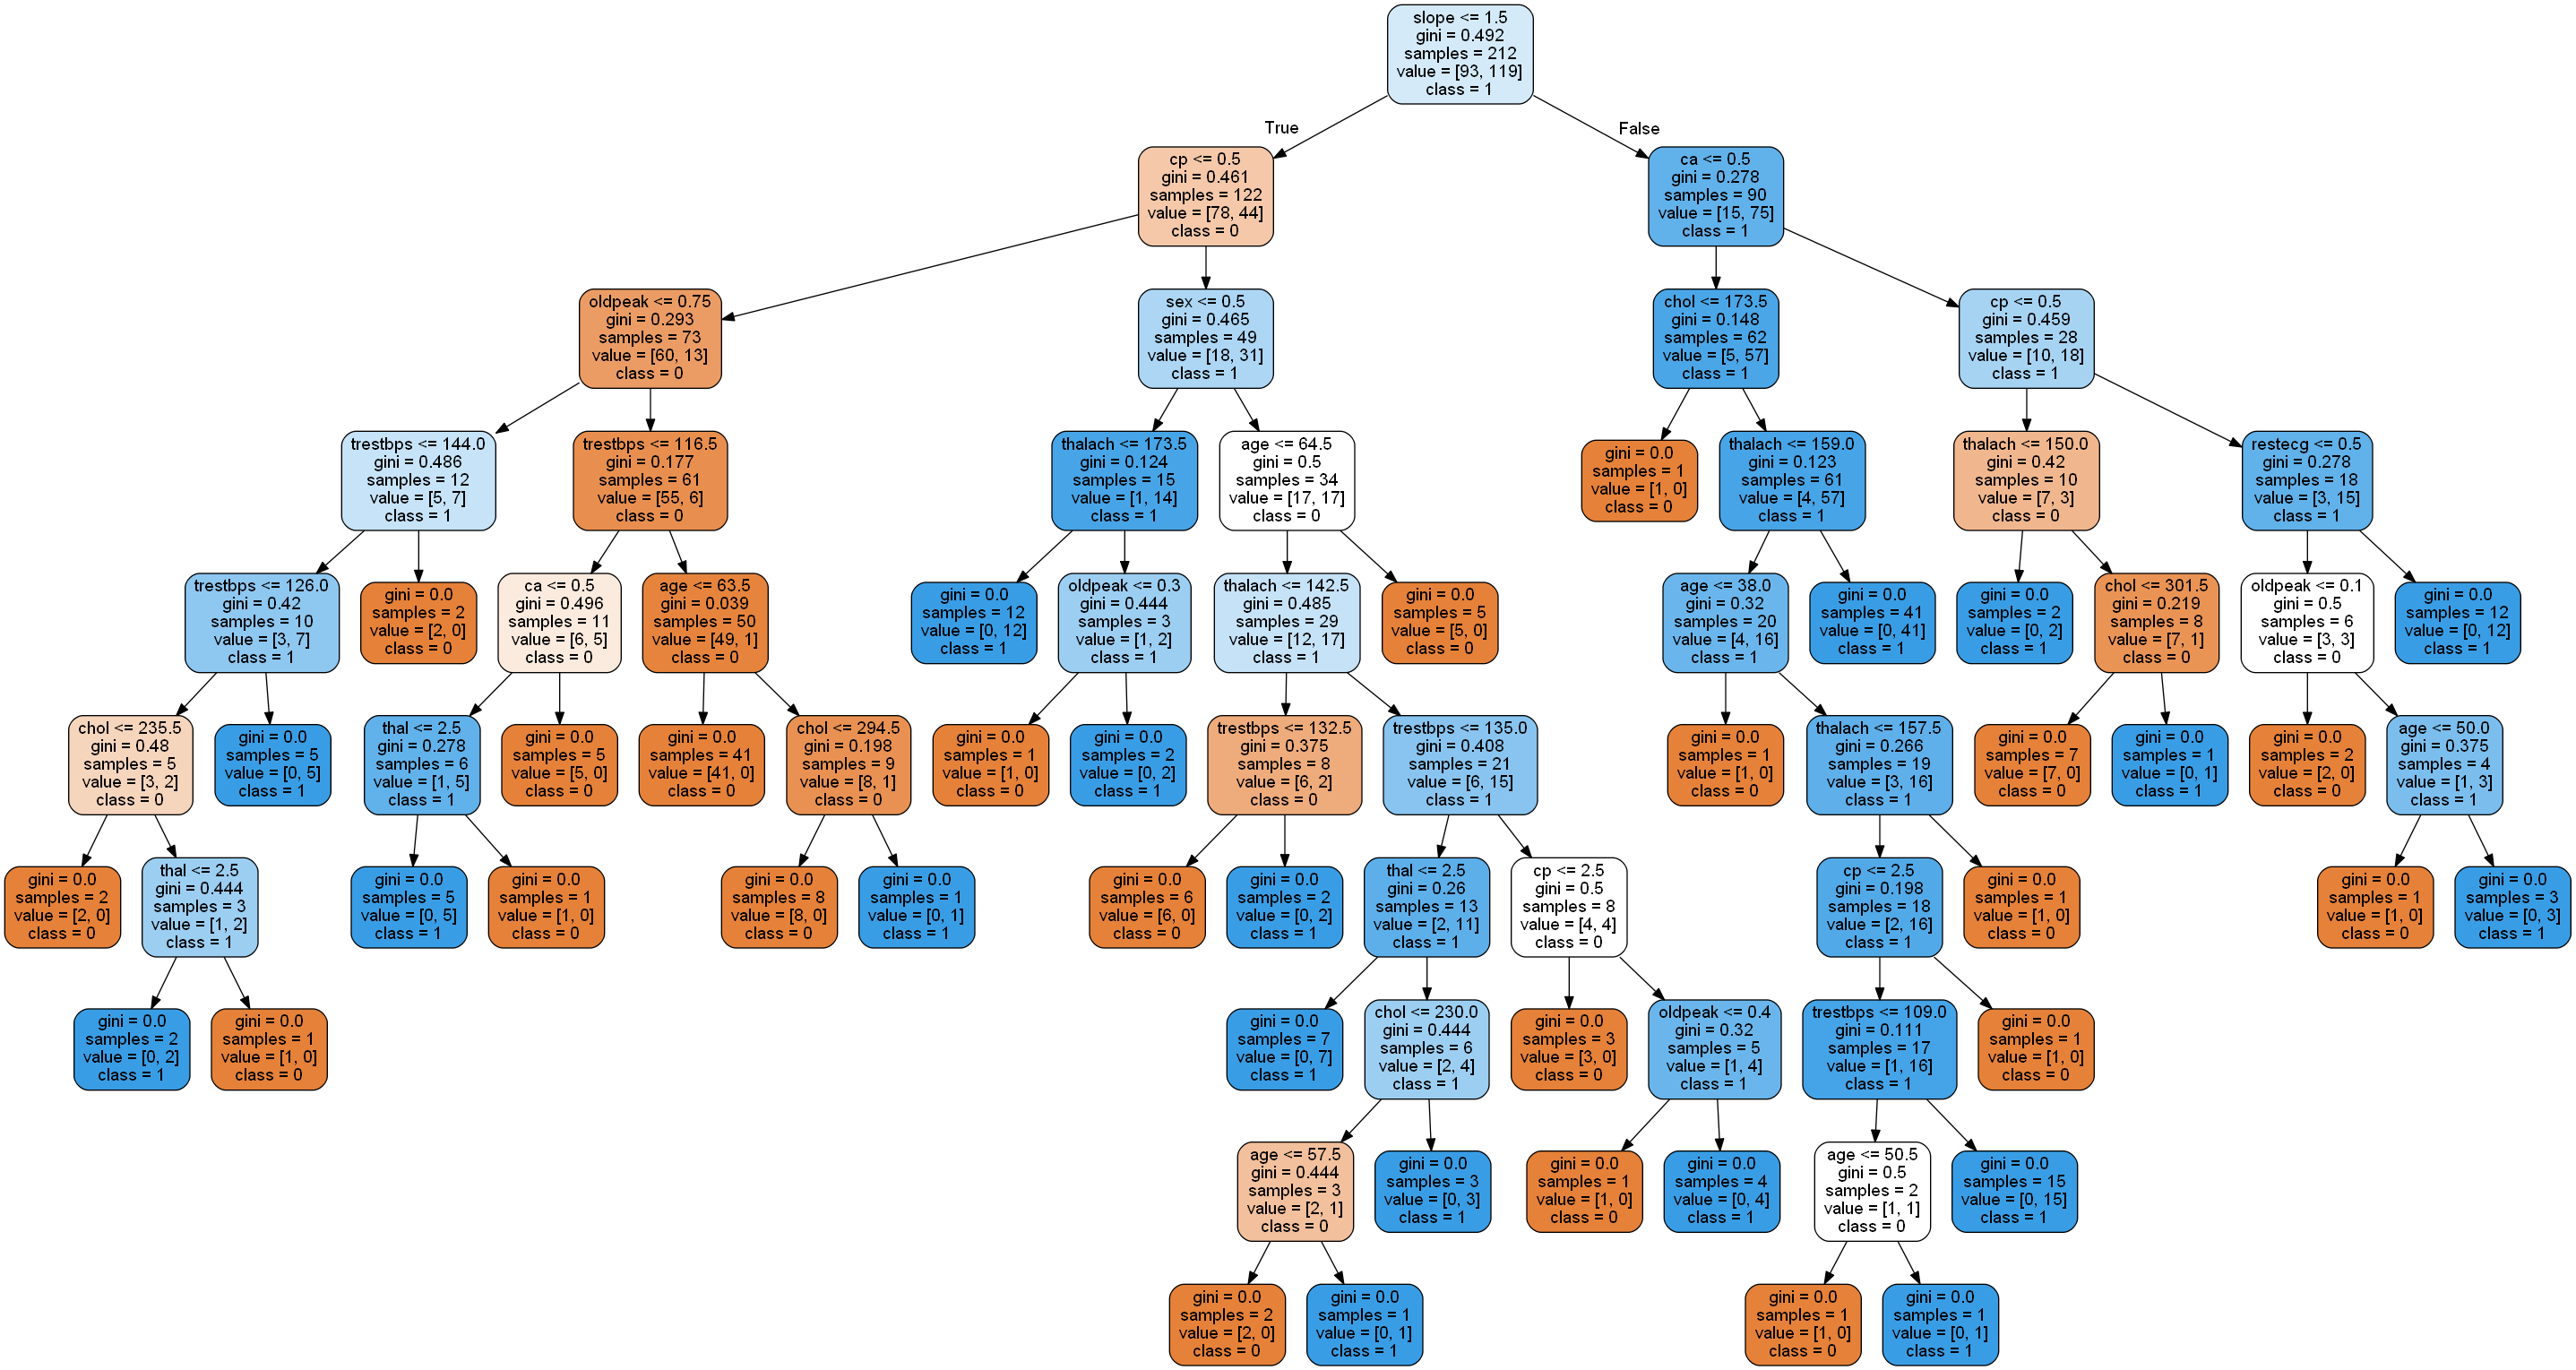 slope <= 1.5
gini = 0.492
samples = 212
value = [93, 119]
class = 1
True
False
cp <= 0.5
gini = 0.461
samples = 122
value = [78, 44]
class = 0
ca <= 0.5
gini = 0.278
samples = 90
value = [15, 75]
class = 1
oldpeak <= 0.75
gini = 0.293
samples = 73
value = [60, 13]
class = 0
sex <= 0.5
gini = 0.465
samples = 49
value = [18, 31]
class = 1
chol <= 173.5
gini = 0.148
samples = 62
value = [5, 57]
class = 1
cp <= 0.5
gini = 0.459
samples = 28
value = [10, 18]
class = 1
trestbps <= 144.0
gini = 0.486
samples = 12
value = [5, 7]
class = 1
trestbps <= 116.5
gini = 0.177
samples = 61
value = [55, 6]
class = 0
thalach <= 173.5
gini = 0.124
samples = 15
value = [1, 14]
class = 1
age <= 64.5
gini = 0.5
samples = 34
value = [17, 17]
class = 0
gini = 0.0
samples = 1
value = [1, 0]
class = 0
thalach <= 159.0
gini = 0.123
samples = 61
value = [4, 57]
class = 1
thalach <= 150.0
gini = 0.42
samples = 10
value = [7, 3]
class = 0
restecg <= 0.5
gini = 0.278
samples = 18
value = [3, 15]
class = 1
trestbps <= 126.0
gini = 0.42
samples = 10
value = [3, 7]
class = 1
gini = 0.0
samples = 2
value = [2, 0]
class = 0
ca <= 0.5
gini = 0.496
samples = 11
value = [6, 5]
class = 0
age <= 63.5
gini = 0.039
samples = 50
value = [49, 1]
class = 0
gini = 0.0
samples = 12
value = [0, 12]
class = 1
oldpeak <= 0.3
gini = 0.444
samples = 3
value = [1, 2]
class = 1
thalach <= 142.5
gini = 0.485
samples = 29
value = [12, 17]
class = 1
gini = 0.0
samples = 5
value = [5, 0]
class = 0
age <= 38.0
gini = 0.32
samples = 20
value = [4, 16]
class = 1
gini = 0.0
samples = 41
value = [0, 41]
class = 1
gini = 0.0
samples = 2
value = [0, 2]
class = 1
chol <= 301.5
gini = 0.219
samples = 8
value = [7, 1]
class = 0
oldpeak <= 0.1
gini = 0.5
samples = 6
value = [3, 3]
class = 0
gini = 0.0
samples = 12
value = [0, 12]
class = 1
chol <= 235.5
gini = 0.48
samples = 5
value = [3, 2]
class = 0
gini = 0.0
samples = 5
value = [0, 5]
class = 1
thal <= 2.5
gini = 0.278
samples = 6
value = [1, 5]
class = 1
gini = 0.0
samples = 5
value = [5, 0]
class = 0
gini = 0.0
samples = 41
value = [41, 0]
class = 0
chol <= 294.5
gini = 0.198
samples = 9
value = [8, 1]
class = 0
gini = 0.0
samples = 1
value = [1, 0]
class = 0
gini = 0.0
samples = 2
value = [0, 2]
class = 1
trestbps <= 132.5
gini = 0.375
samples = 8
value = [6, 2]
class = 0
trestbps <= 135.0
gini = 0.408
samples = 21
value = [6, 15]
class = 1
gini = 0.0
samples = 1
value = [1, 0]
class = 0
thalach <= 157.5
gini = 0.266
samples = 19
value = [3, 16]
class = 1
gini = 0.0
samples = 7
value = [7, 0]
class = 0
gini = 0.0
samples = 1
value = [0, 1]
class = 1
gini = 0.0
samples = 2
value = [2, 0]
class = 0
age <= 50.0
gini = 0.375
samples = 4
value = [1, 3]
class = 1
gini = 0.0
samples = 2
value = [2, 0]
class = 0
thal <= 2.5
gini = 0.444
samples = 3
value = [1, 2]
class = 1
gini = 0.0
samples = 5
value = [0, 5]
class = 1
gini = 0.0
samples = 1
value = [1, 0]
class = 0
gini = 0.0
samples = 8
value = [8, 0]
class = 0
gini = 0.0
samples = 1
value = [0, 1]
class = 1
gini = 0.0
samples = 6
value = [6, 0]
class = 0
gini = 0.0
samples = 2
value = [0, 2]
class = 1
thal <= 2.5
gini = 0.26
samples = 13
value = [2, 11]
class = 1
cp <= 2.5
gini = 0.5
samples = 8
value = [4, 4]
class = 0
cp <= 2.5
gini = 0.198
samples = 18
value = [2, 16]
class = 1
gini = 0.0
samples = 1
value = [1, 0]
class = 0
gini = 0.0
samples = 1
value = [1, 0]
class = 0
gini = 0.0
samples = 3
value = [0, 3]
class = 1
gini = 0.0
samples = 2
value = [0, 2]
class = 1
gini = 0.0
samples = 1
value = [1, 0]
class = 0
gini = 0.0
samples = 7
value = [0, 7]
class = 1
chol <= 230.0
gini = 0.444
samples = 6
value = [2, 4]
class = 1
gini = 0.0
samples = 3
value = [3, 0]
class = 0
oldpeak <= 0.4
gini = 0.32
samples = 5
value = [1, 4]
class = 1
trestbps <= 109.0
gini = 0.111
samples = 17
value = [1, 16]
class = 1
gini = 0.0
samples = 1
value = [1, 0]
class = 0
age <= 57.5
gini = 0.444
samples = 3
value = [2, 1]
class = 0
gini = 0.0
samples = 3
value = [0, 3]
class = 1
gini = 0.0
samples = 1
value = [1, 0]
class = 0
gini = 0.0
samples = 4
value = [0, 4]
class = 1
age <= 50.5
gini = 0.5
samples = 2
value = [1, 1]
class = 0
gini = 0.0
samples = 15
value = [0, 15]
class = 1
gini = 0.0
samples = 2
value = [2, 0]
class = 0
gini = 0.0
samples = 1
value = [0, 1]
class = 1
gini = 0.0
samples = 1
value = [1, 0]
class = 0
gini = 0.0
samples = 1
value = [0, 1]
class = 1